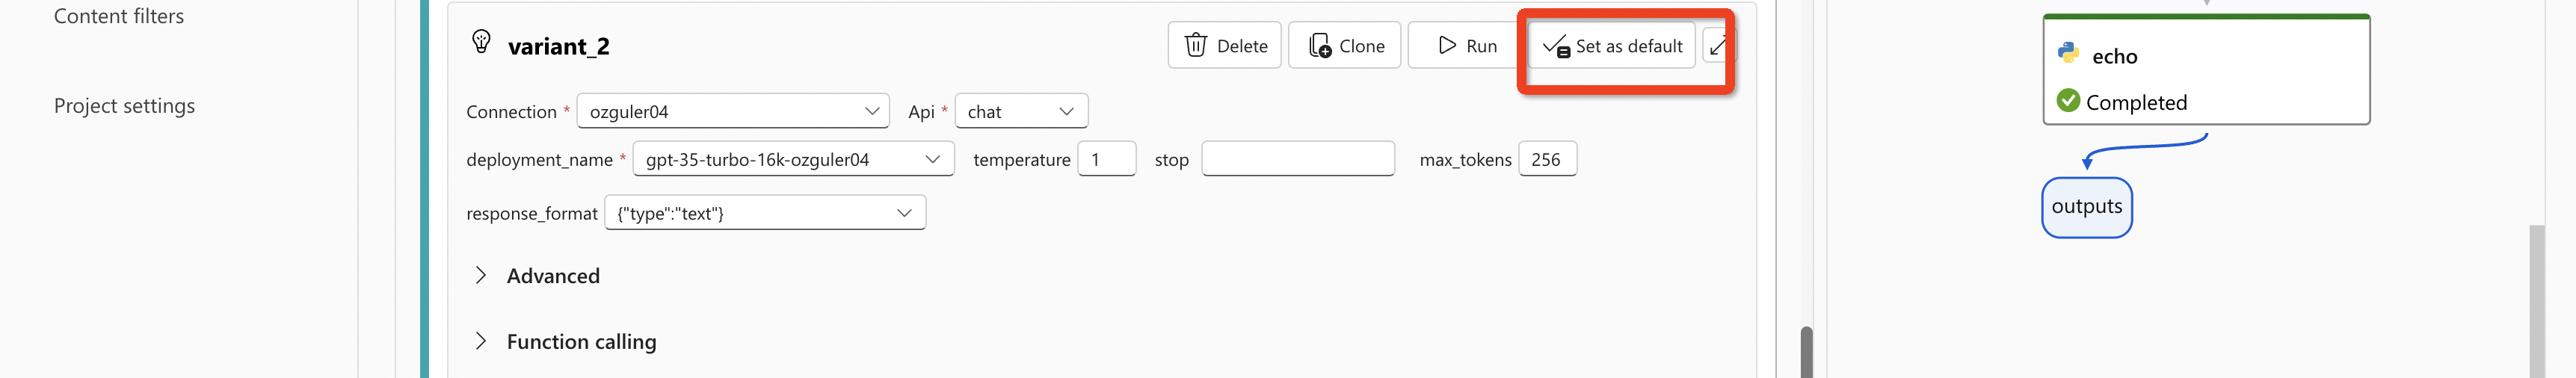 Content filters
Project settings
variant_2
Delete
Clone
Run
Set as default
Connection *
ozguler04
Api *
chat
deployment_name *
gpt-35-turbo-16k-ozguler04
temperature
1
stop
max_tokens
256
response_format
{"type":"text"}
Advanced
Function calling
echo
Completed
outputs